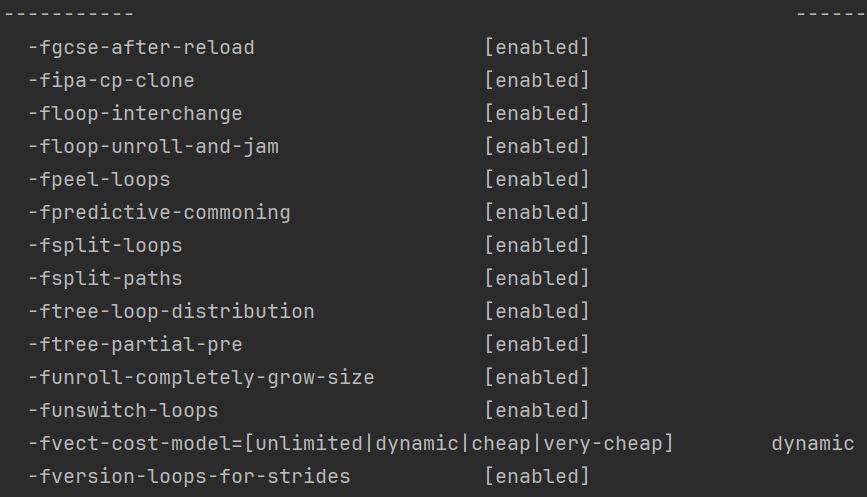 -----------                                                        ------
  -fgcse-after-reload                   [enabled]
  -fipa-cp-clone                        [enabled]
  -floop-interchange                    [enabled]
  -floop-unroll-and-jam                 [enabled]
  -fpeel-loops                          [enabled]
  -fpredictive-commoning                [enabled]
  -fsplit-loops                         [enabled]
  -fsplit-paths                         [enabled]
  -ftree-loop-distribution              [enabled]
  -ftree-partial-pre                    [enabled]
  -funroll-completely-grow-size         [enabled]
  -funswitch-loops                      [enabled]
  -fvect-cost-model=[unlimited|dynamic|cheap|very-cheap]        dynamic
  -fversion-loops-for-strides           [enabled]